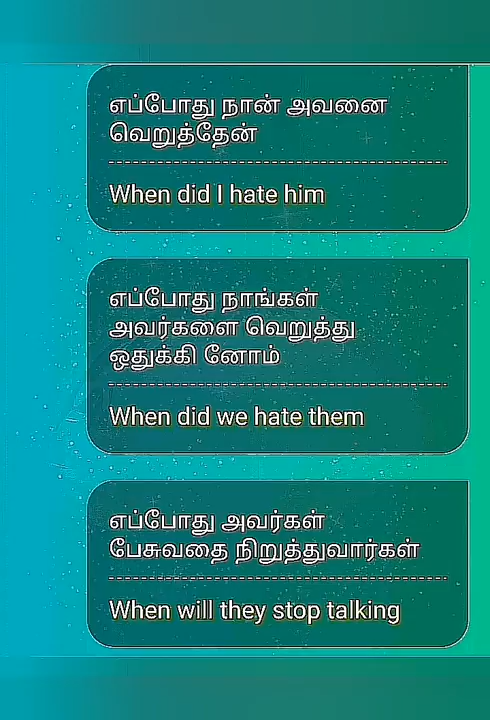 எப்போது நான் அவனை
வெறுத்தேன்
When did I hate him
எப்போது நாங்கள்
அவர்களை வெறுத்து
ஒதுக்கி னோம்
When did we hate them
எப்போது அவர்கள்
பேசுவதை நிறுத்துவார்கள்
When will they stop talking